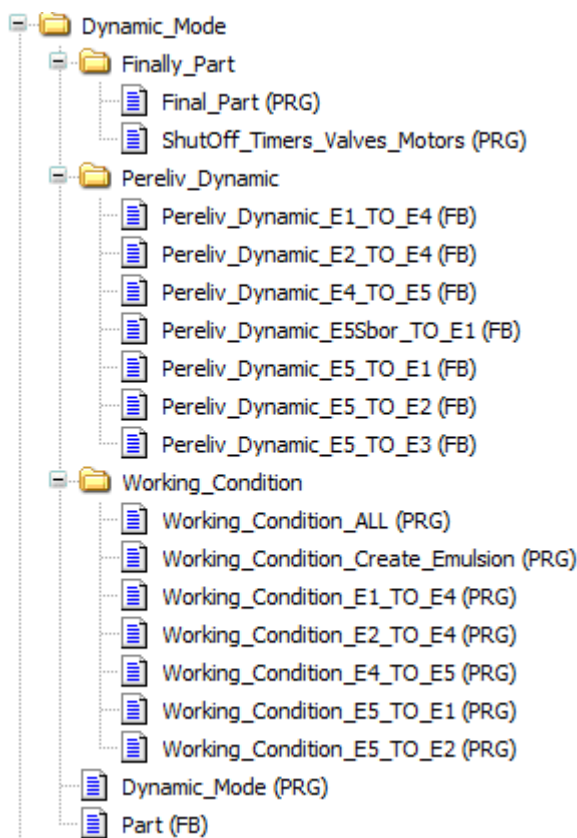 Dynamic_Mode
Finally_Part
Final_Part (PRG)
ShutOff_Timers_Valves_Motors (PRG)
Pereliv_Dynamic
Pereliv_Dynamic_E1_TO_E4 (FB)
Pereliv_Dynamic_E2_TO_E4 (FB)
Pereliv_Dynamic_E4_TO_E5 (FB)
Pereliv_Dynamic_E5Sbor_TO_E1 (FB)
Pereliv_Dynamic_E5_TO_E1 (FB)
Pereliv_Dynamic_E5_TO_E2 (FB)
Pereliv_Dynamic_E5_TO_E3 (FB)
Working_Condition
Working_Condition_ALL (PRG)
Working_Condition_Create_Emulsion (PRG)
Working_Condition_E1_TO_E4 (PRG)
Working_Condition_E2_TO_E4 (PRG)
Working_Condition_E4_TO_E5 (PRG)
Working_Condition_E5_TO_E1 (PRG)
Working_Condition_E5_TO_E2 (PRG)
Dynamic_Mode (PRG)
Part (FB)